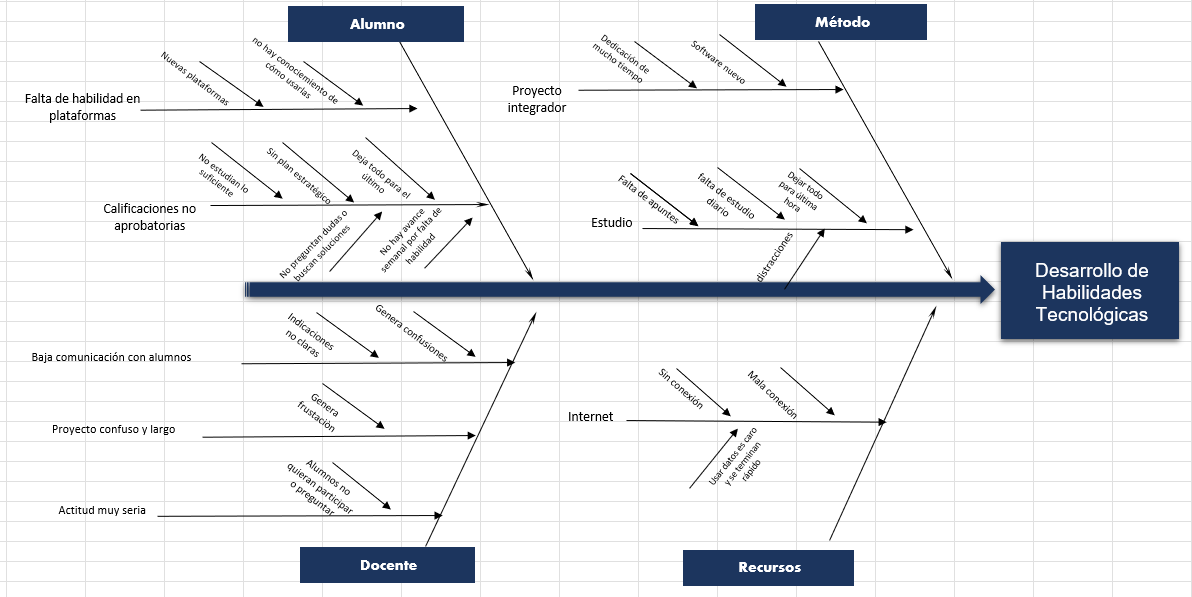 Alumno
Método
Nuevas plataformas
no hay conociemiento de
cómo usarlas
Falta de habilidad en
plataformas
Dedicación de
mucho tiempo
Software nuevo
Proyecto
integrador
No estudian lo
suficiente
Sin plan estratégico
Deja todo para el
último
Calificaciones no
aprobatorias
No preguntan dudas o
buscan soluciones
No hay avance
semanal por falta de
habilidad
Falta de apuntes
falta de estudio
diario
Dejar todo
para última
hora
Estudio
distracciones
Desarrollo de
Habilidades
Tecnológicas
Indicaciones
no claras
Genera confusiones
Baja comunicación con alumnos
Genera
frustación
Proyecto confuso y largo
Alumnos no
quieran participar
o preguntar
Actitud muy seria
Sin conexión
Mala conexión
Internet
Usar datos es caro
y se terminan
rápido
Docente
Recursos